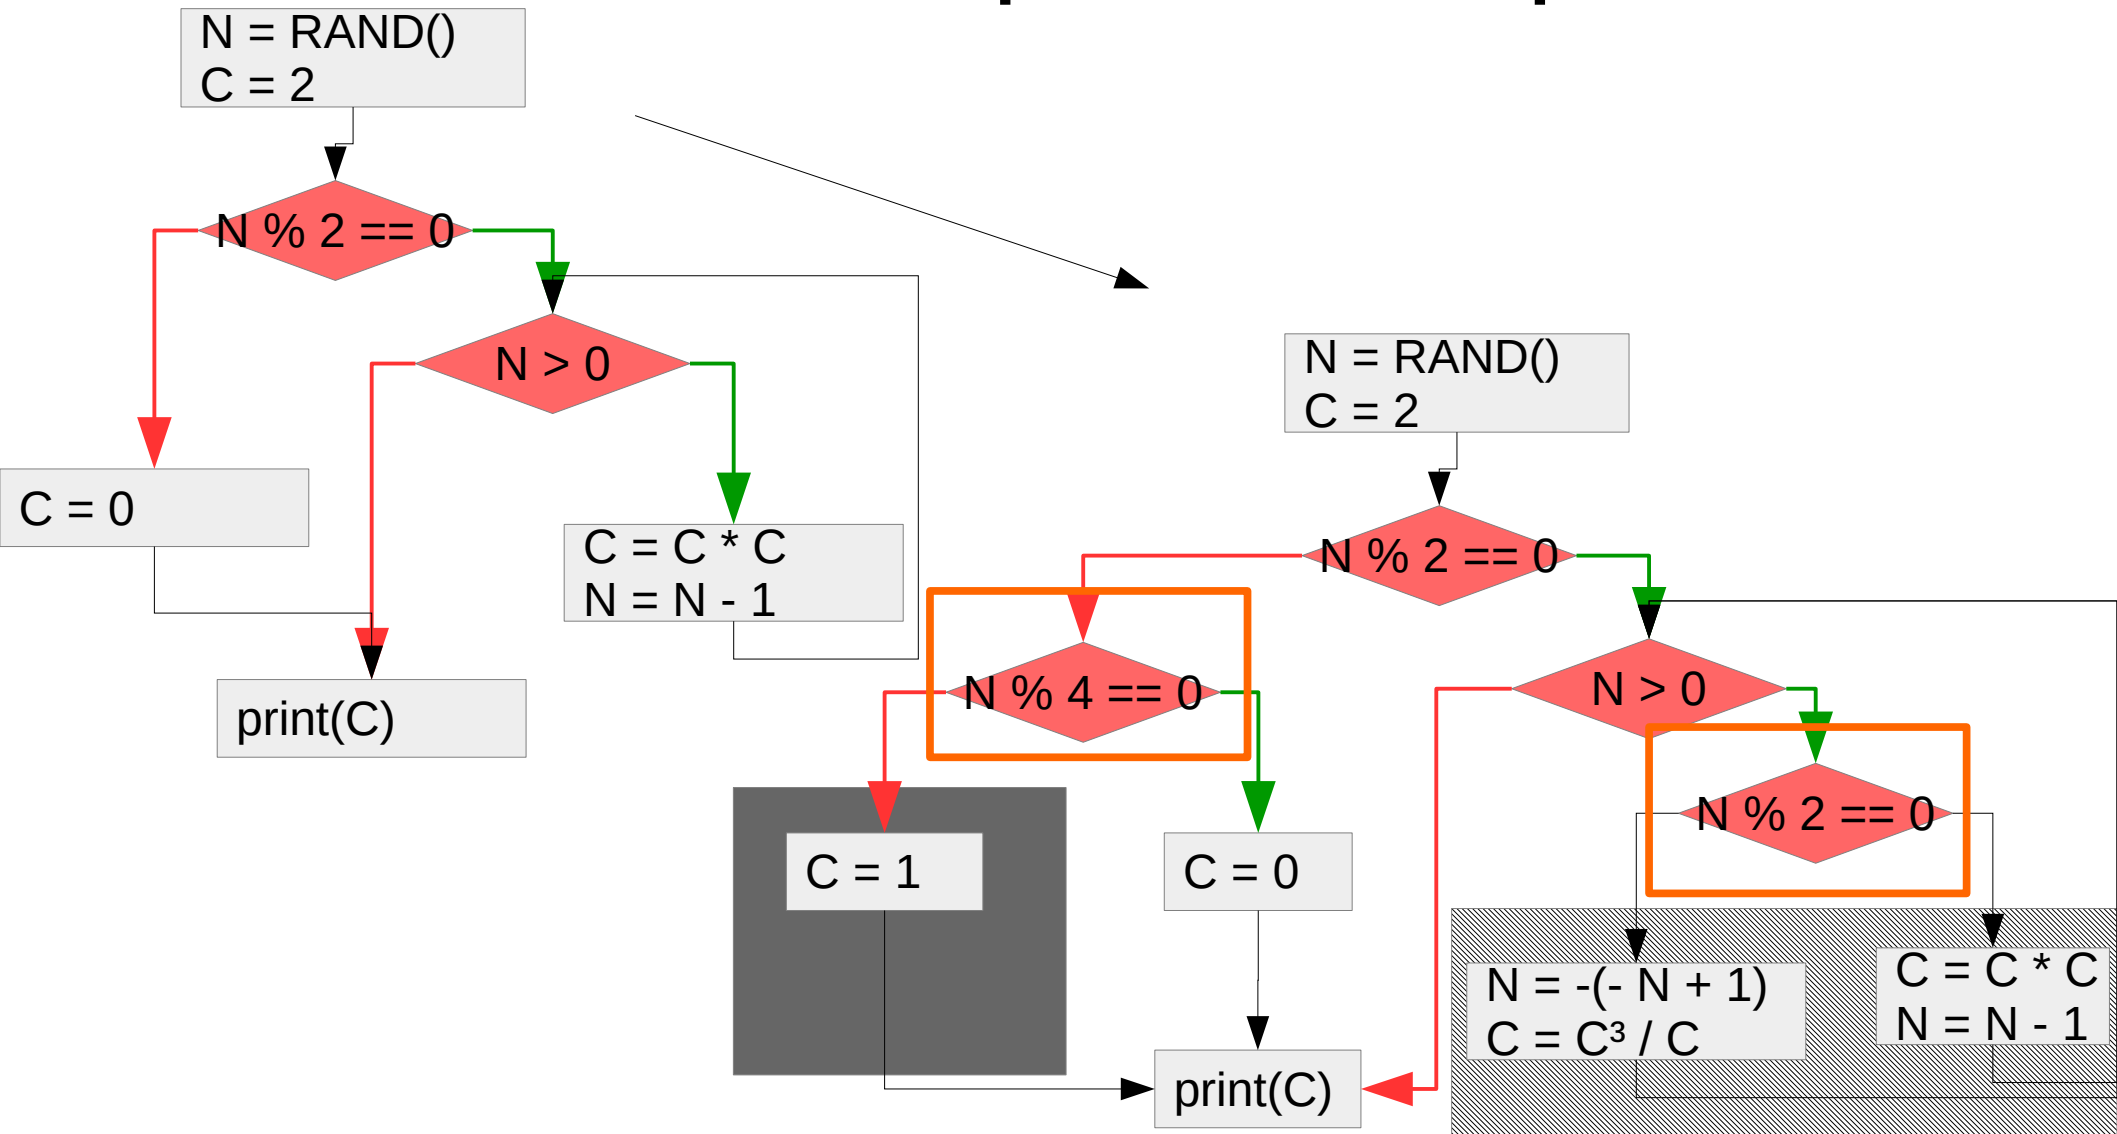 N = RAND()
C = 2
N % 2 == 0
N > 0
C = 0
C = C * C
N = N - 1
print(C)
N = RAND()
C = 2
N % 2 == 0
N % 4 == 0
N > 0
N % 2 == 0
C = 1
C = 0
N = -(- N + 1)
C = C³ / C
C = C * C
N = N - 1
print(C)